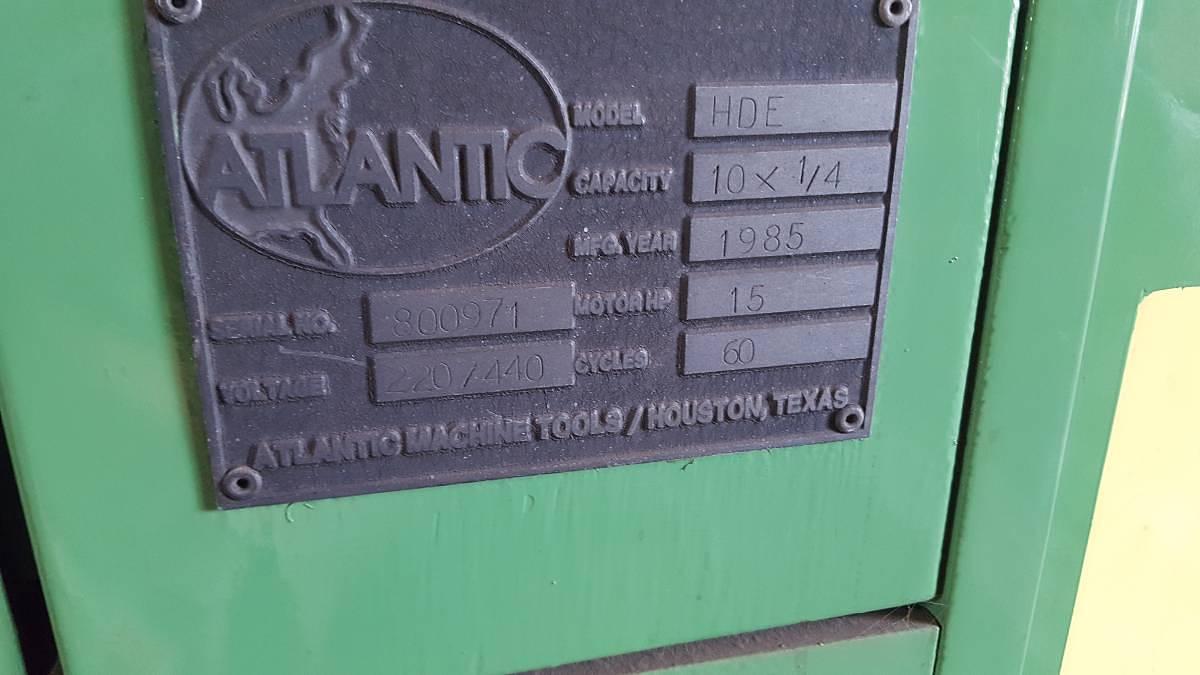 ATLANTIC
MODEL HDE
CAPACITY 10 x 1/4
MFG. YEAR 1985
SERIAL NO. 800971 MOTOR HP 15
VOLTAGE 220/440 CYCLES 60
ATLANTIC MACHINE TOOLS / HOUSTON, TEXAS